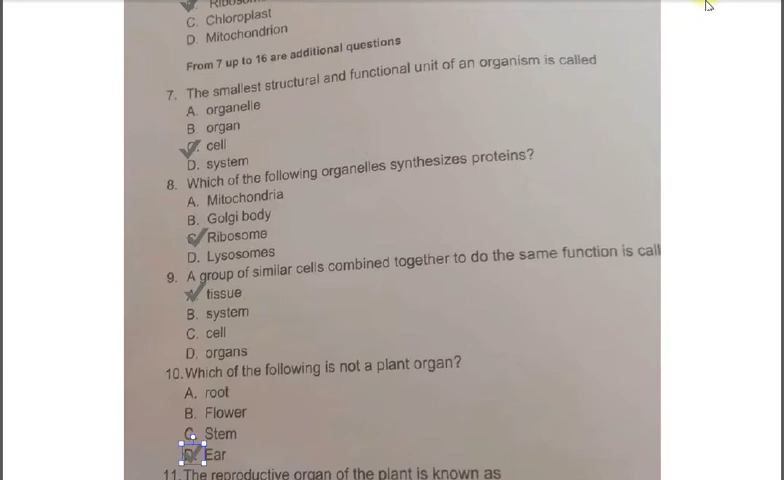 C. Chloroplast
D. Mitochondrion
From 7 up to 16 are additional questions
7. The smallest structural and functional unit of an organism is called
A. organelle
B. organ
C. cell
D. system
8. Which of the following organelles synthesizes proteins?
A. Mitochondria
B. Golgi body
C. Ribosome
D. Lysosomes
9. A group of similar cells combined together to do the same function is call
tissue
B. system
C. cell
D. organs
10. Which of the following is not a plant organ?
A. root
B. Flower
C. Stem
D. Ear
11. The reproductive organ of the plant is known as